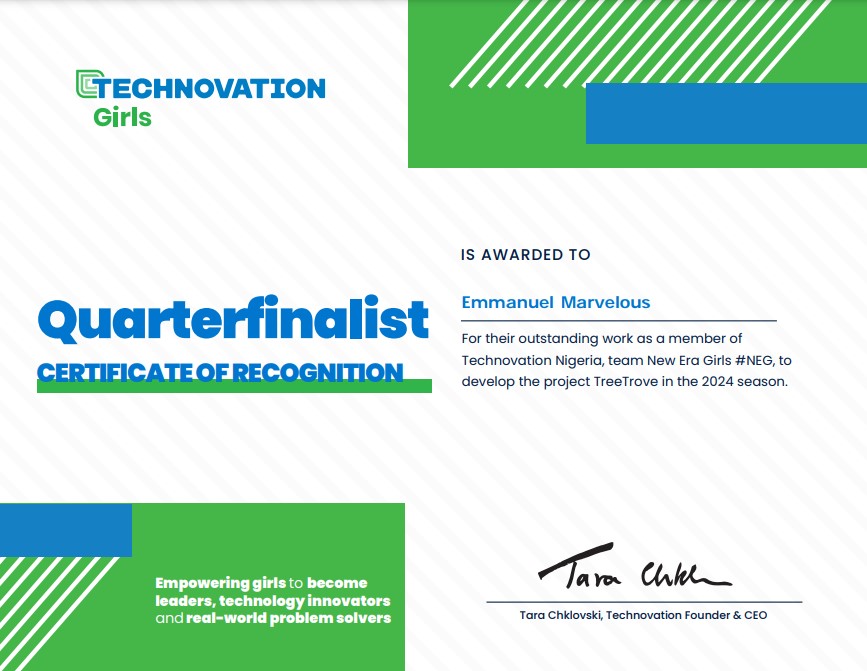 TECHNOVATION
Girls
IS AWARDED TO
Emmanuel Marvelous
Quarterfinalist
CERTIFICATE OF RECOGNITION
For their outstanding work as a member of
Technovation Nigeria, team New Era Girls #NEG, to
develop the project TreeTrove in the 2024 season.
Empowering girls to become
leaders, technology innovators
and real-world problem solvers
Tara Chklovski, Technovation Founder & CEO